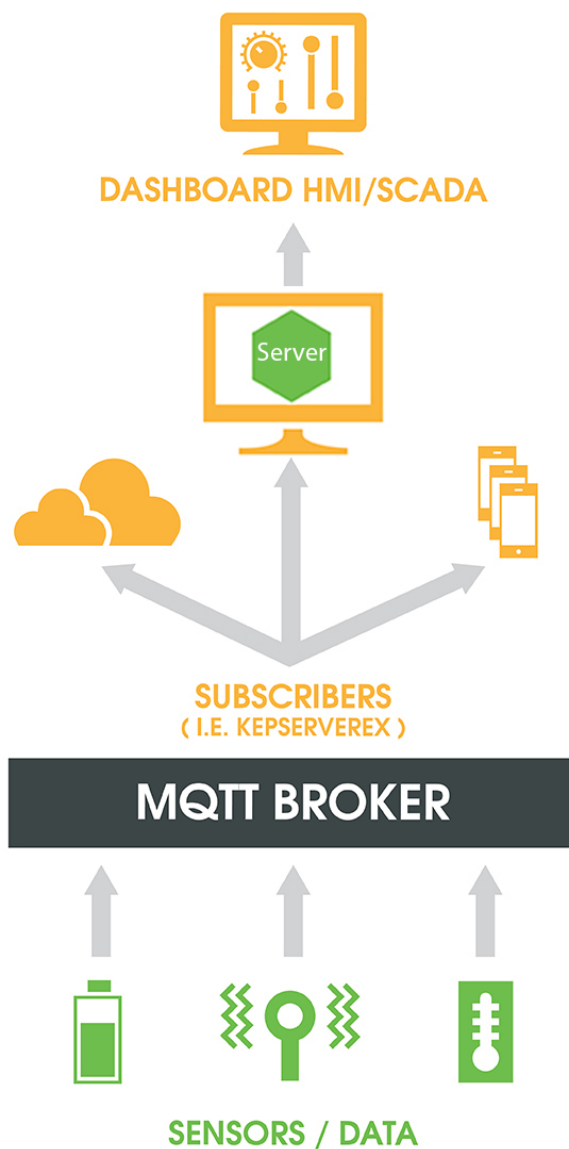 DASHBOARD HMI/SCADA
Server
SUBSCRIBERS
( I.E. KEPSERVEREX )
MQTT BROKER
SENSORS / DATA